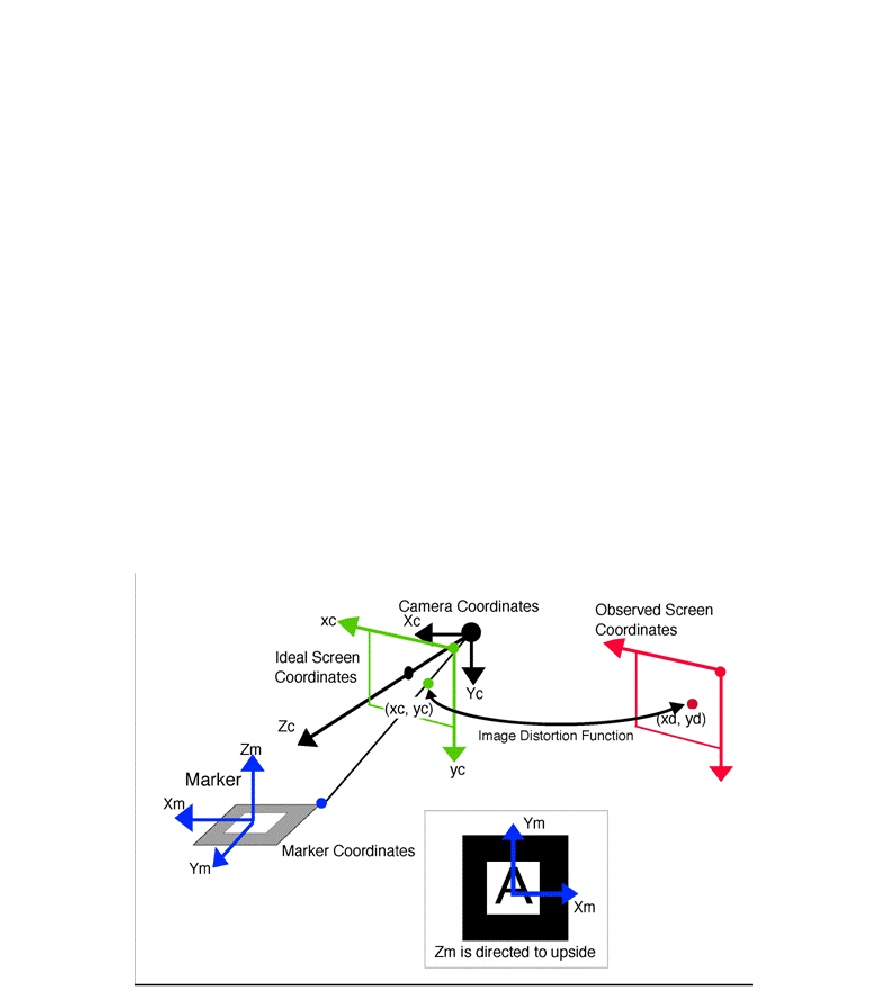 Camera Coordinates
Observed Screen
Coordinates
xc
Xc
Ideal Screen
Coordinates
Yc
(xc, yc)
(xd, yd)
Zc
Image Distortion Function
Zm
yc
Marker
Xm
Ym
Marker Coordinates
Ym
A
Xm
Zm is directed to upside